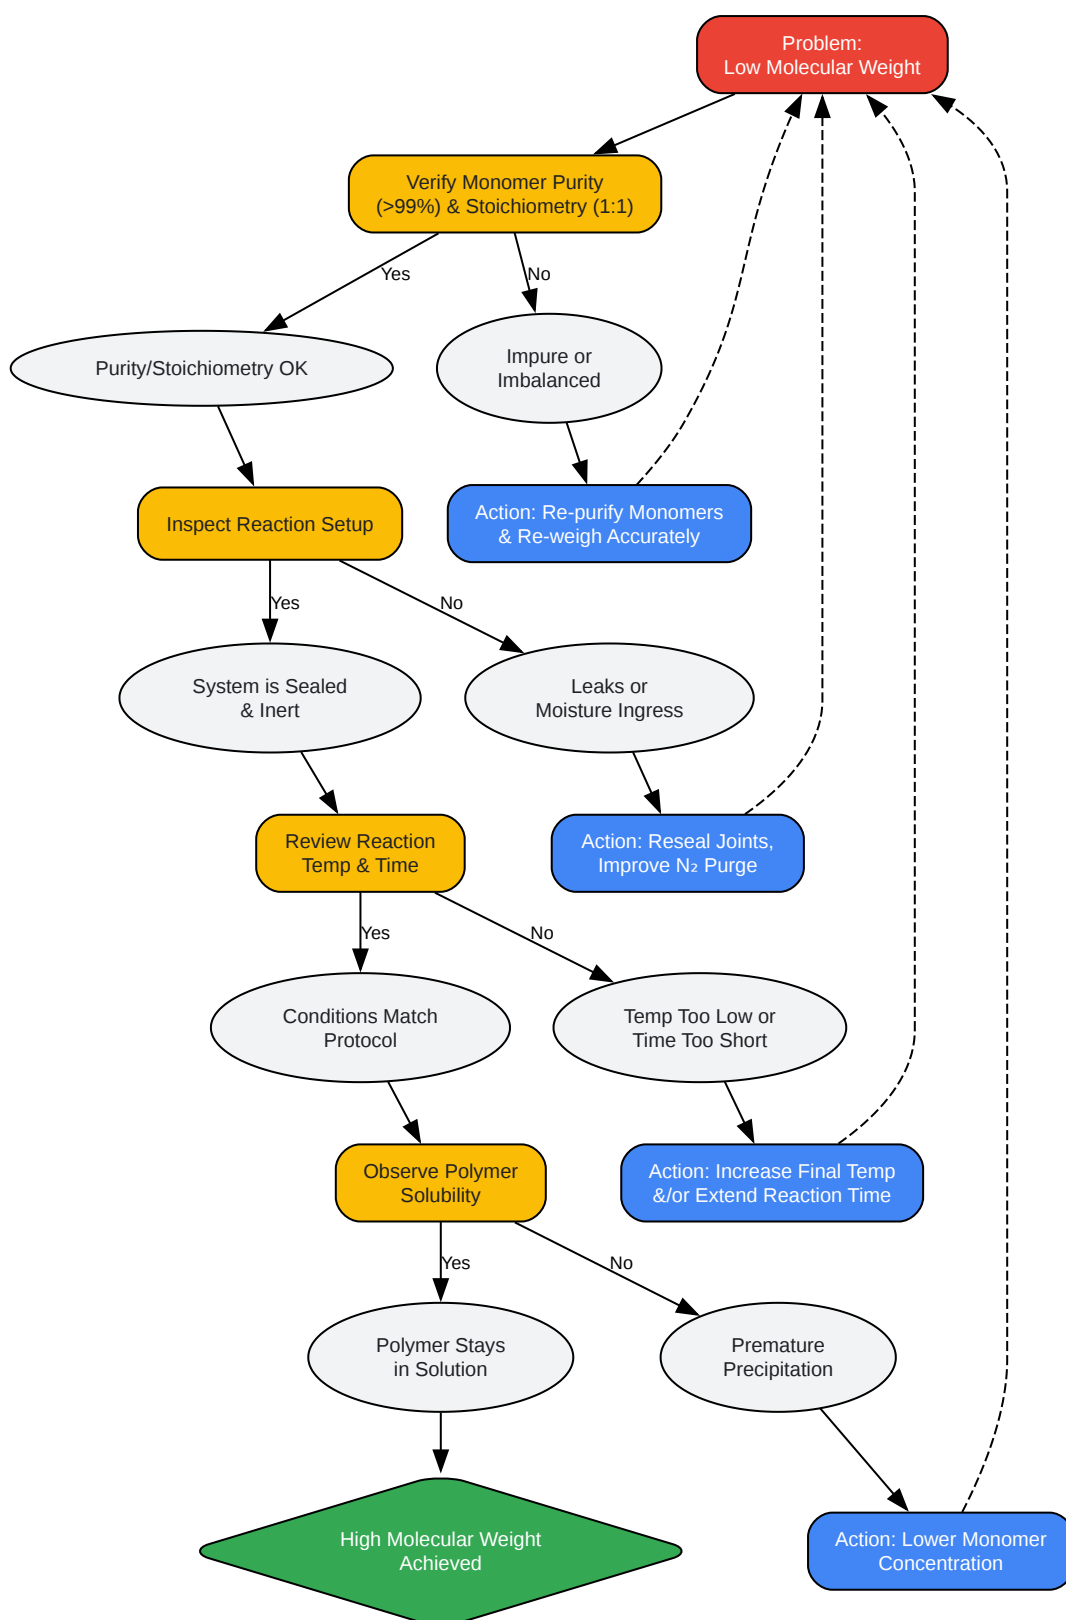 Problem:
Low Molecular Weight
Verify Monomer Purity
(>99%) & Stoichiometry (1:1)
Yes
No
Purity/Stoichiometry OK
Impure or
Imbalanced
Inspect Reaction Setup
Action: Re-purify Monomers
& Re-weigh Accurately
Yes
No
System is Sealed
& Inert
Leaks or
Moisture Ingress
Review Reaction
Temp & Time
Action: Reseal Joints,
Improve N₂ Purge
Yes
No
Conditions Match
Protocol
Temp Too Low or
Time Too Short
Observe Polymer
Solubility
Action: Increase Final Temp
&/or Extend Reaction Time
Yes
No
Polymer Stays
in Solution
Premature
Precipitation
High Molecular Weight
Achieved
Action: Lower Monomer
Concentration